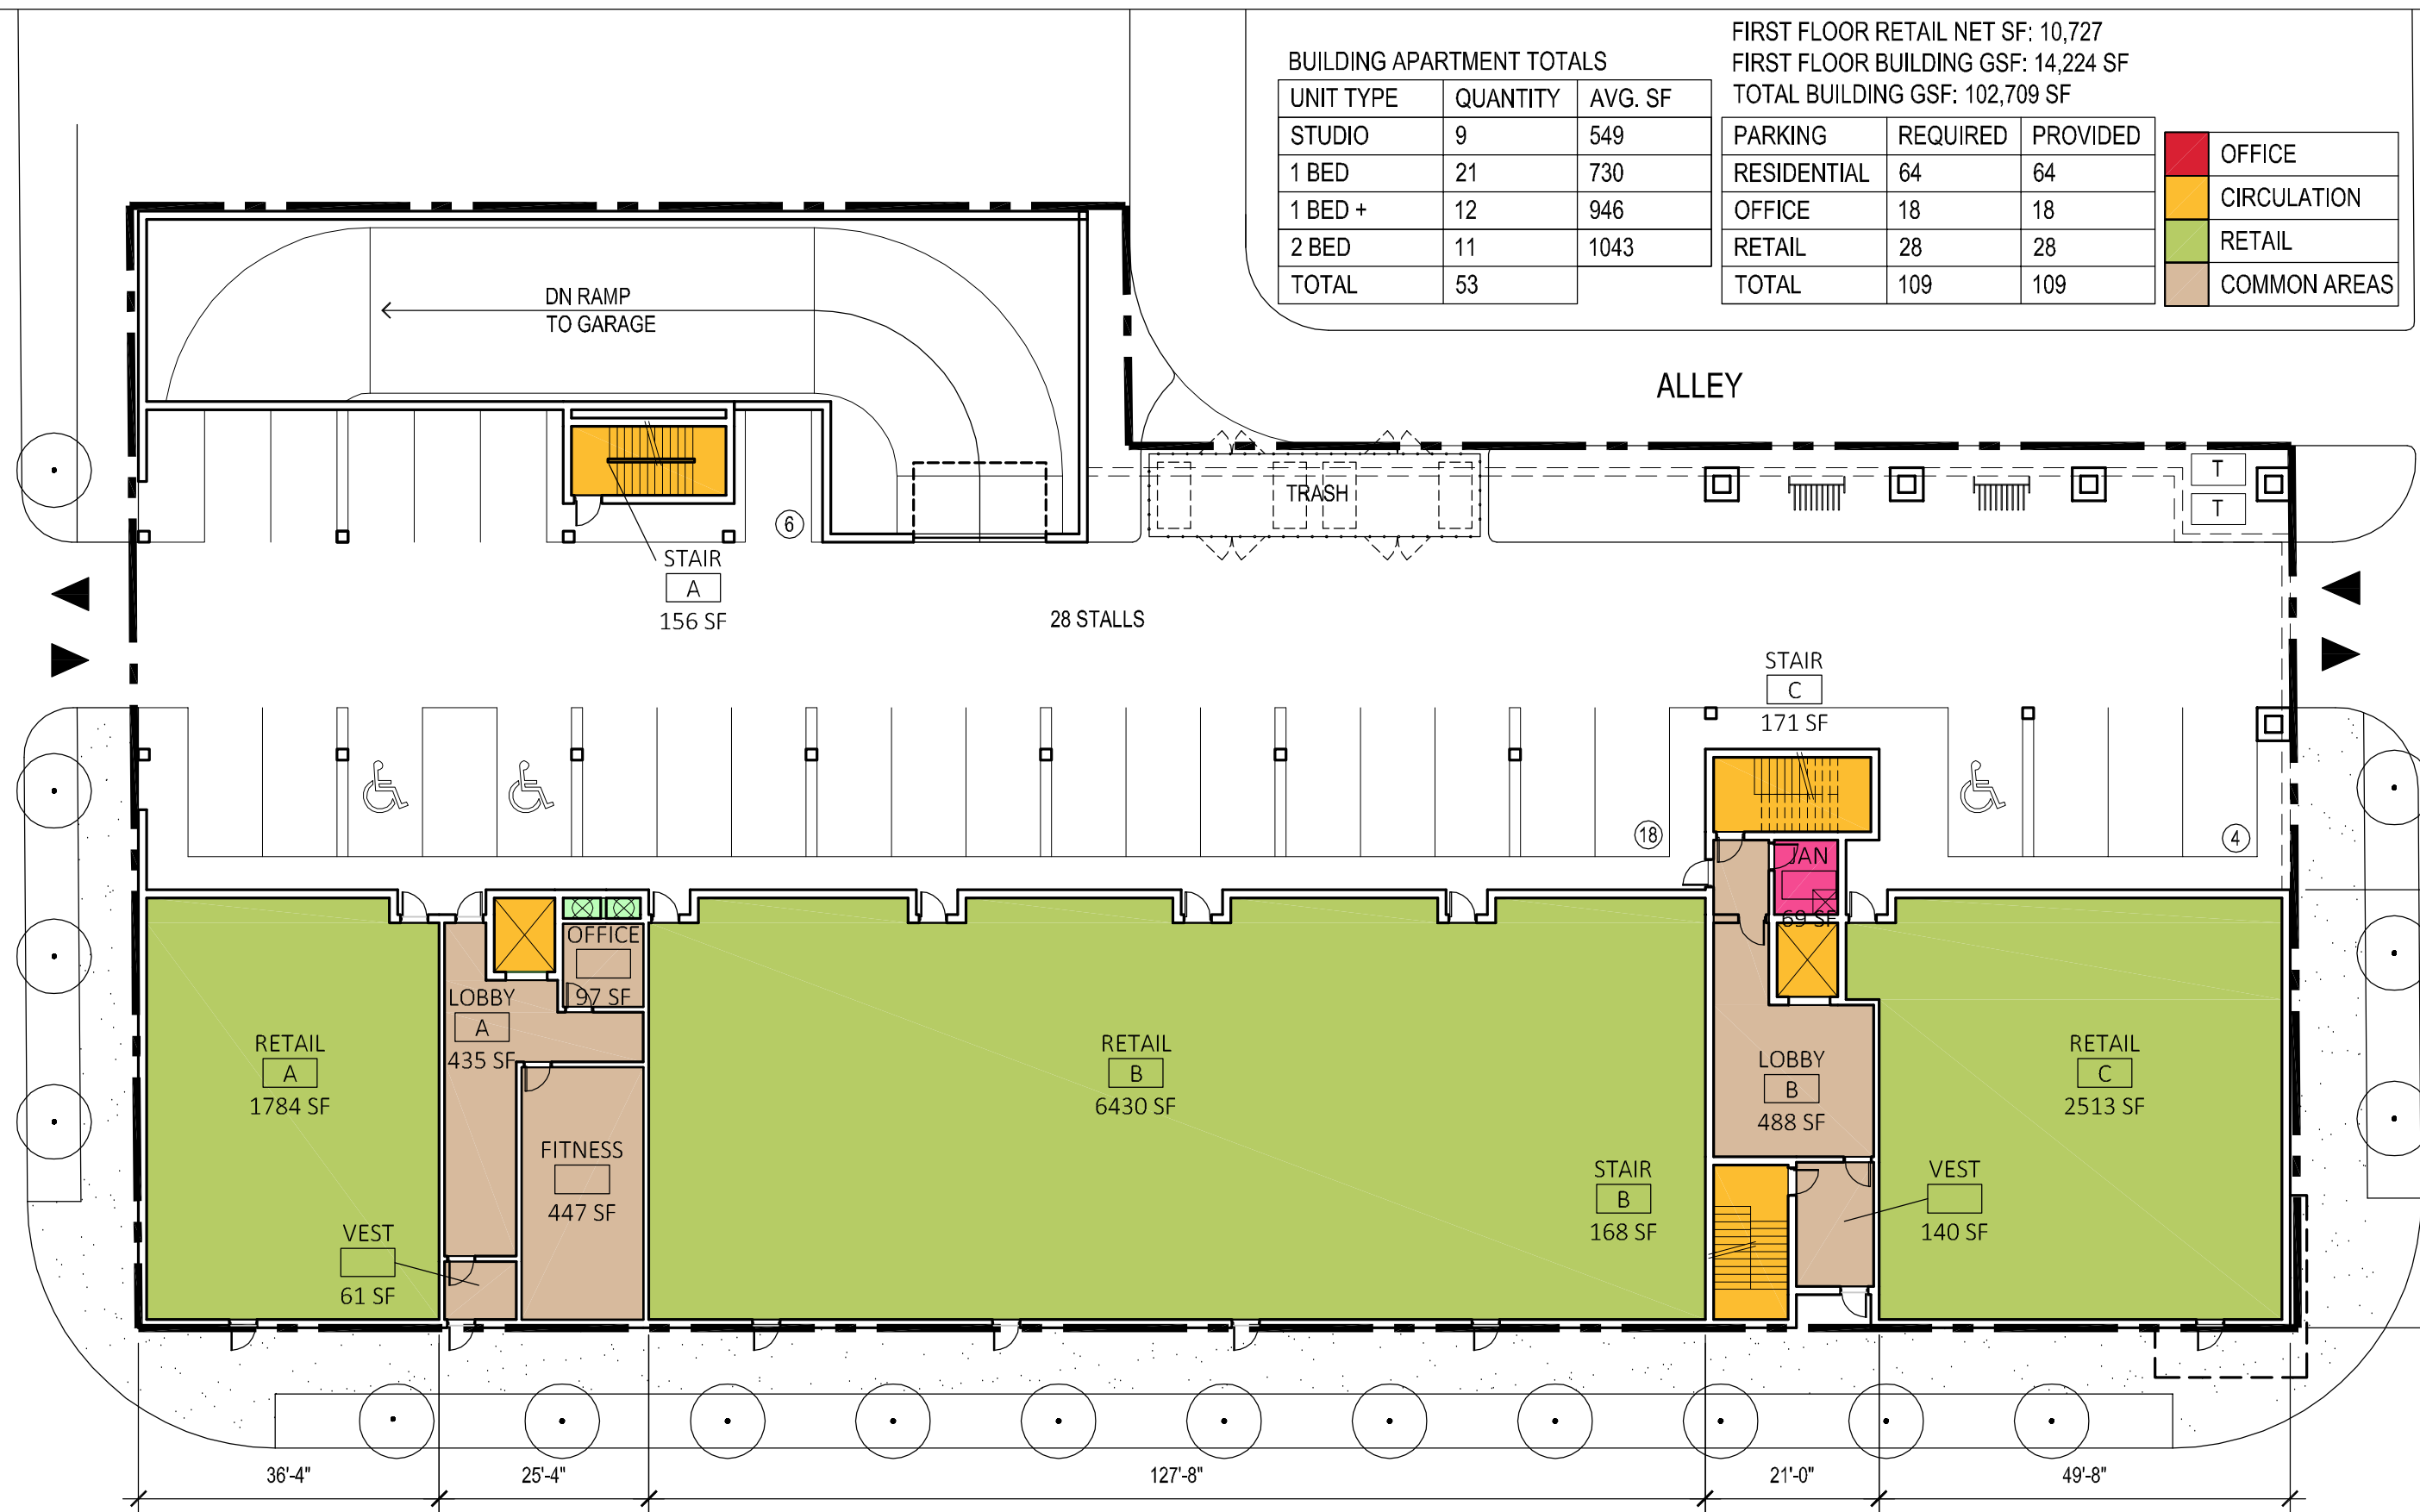 FIRST FLOOR RETAIL NET SF: 10,727
FIRST FLOOR BUILDING GSF: 14,224 SF
TOTAL BUILDING GSF: 102,709 SF
BUILDING APARTMENT TOTALS
UNIT TYPE QUANTITY AVG. SF
STUDIO 9 549
1 BED 21 730
1 BED + 12 946
2 BED 11 1043
TOTAL 53
PARKING REQUIRED PROVIDED
RESIDENTIAL 64 64
OFFICE 18 18
RETAIL 28 28
TOTAL 109 109
OFFICE
CIRCULATION
RETAIL
COMMON AREAS
DN RAMP
TO GARAGE
ALLEY
TRASH
T
T
6
STAIR
A
156 SF
28 STALLS
STAIR
C
171 SF
18
4
JAN
69 SF
OFFICE
97 SF
LOBBY
A
435 SF
RETAIL
A
1784 SF
RETAIL
B
6430 SF
LOBBY
B
488 SF
RETAIL
C
2513 SF
FITNESS
447 SF
STAIR
B
168 SF
VEST
140 SF
VEST
61 SF
36'-4"
25'-4"
127'-8"
21'-0"
49'-8"